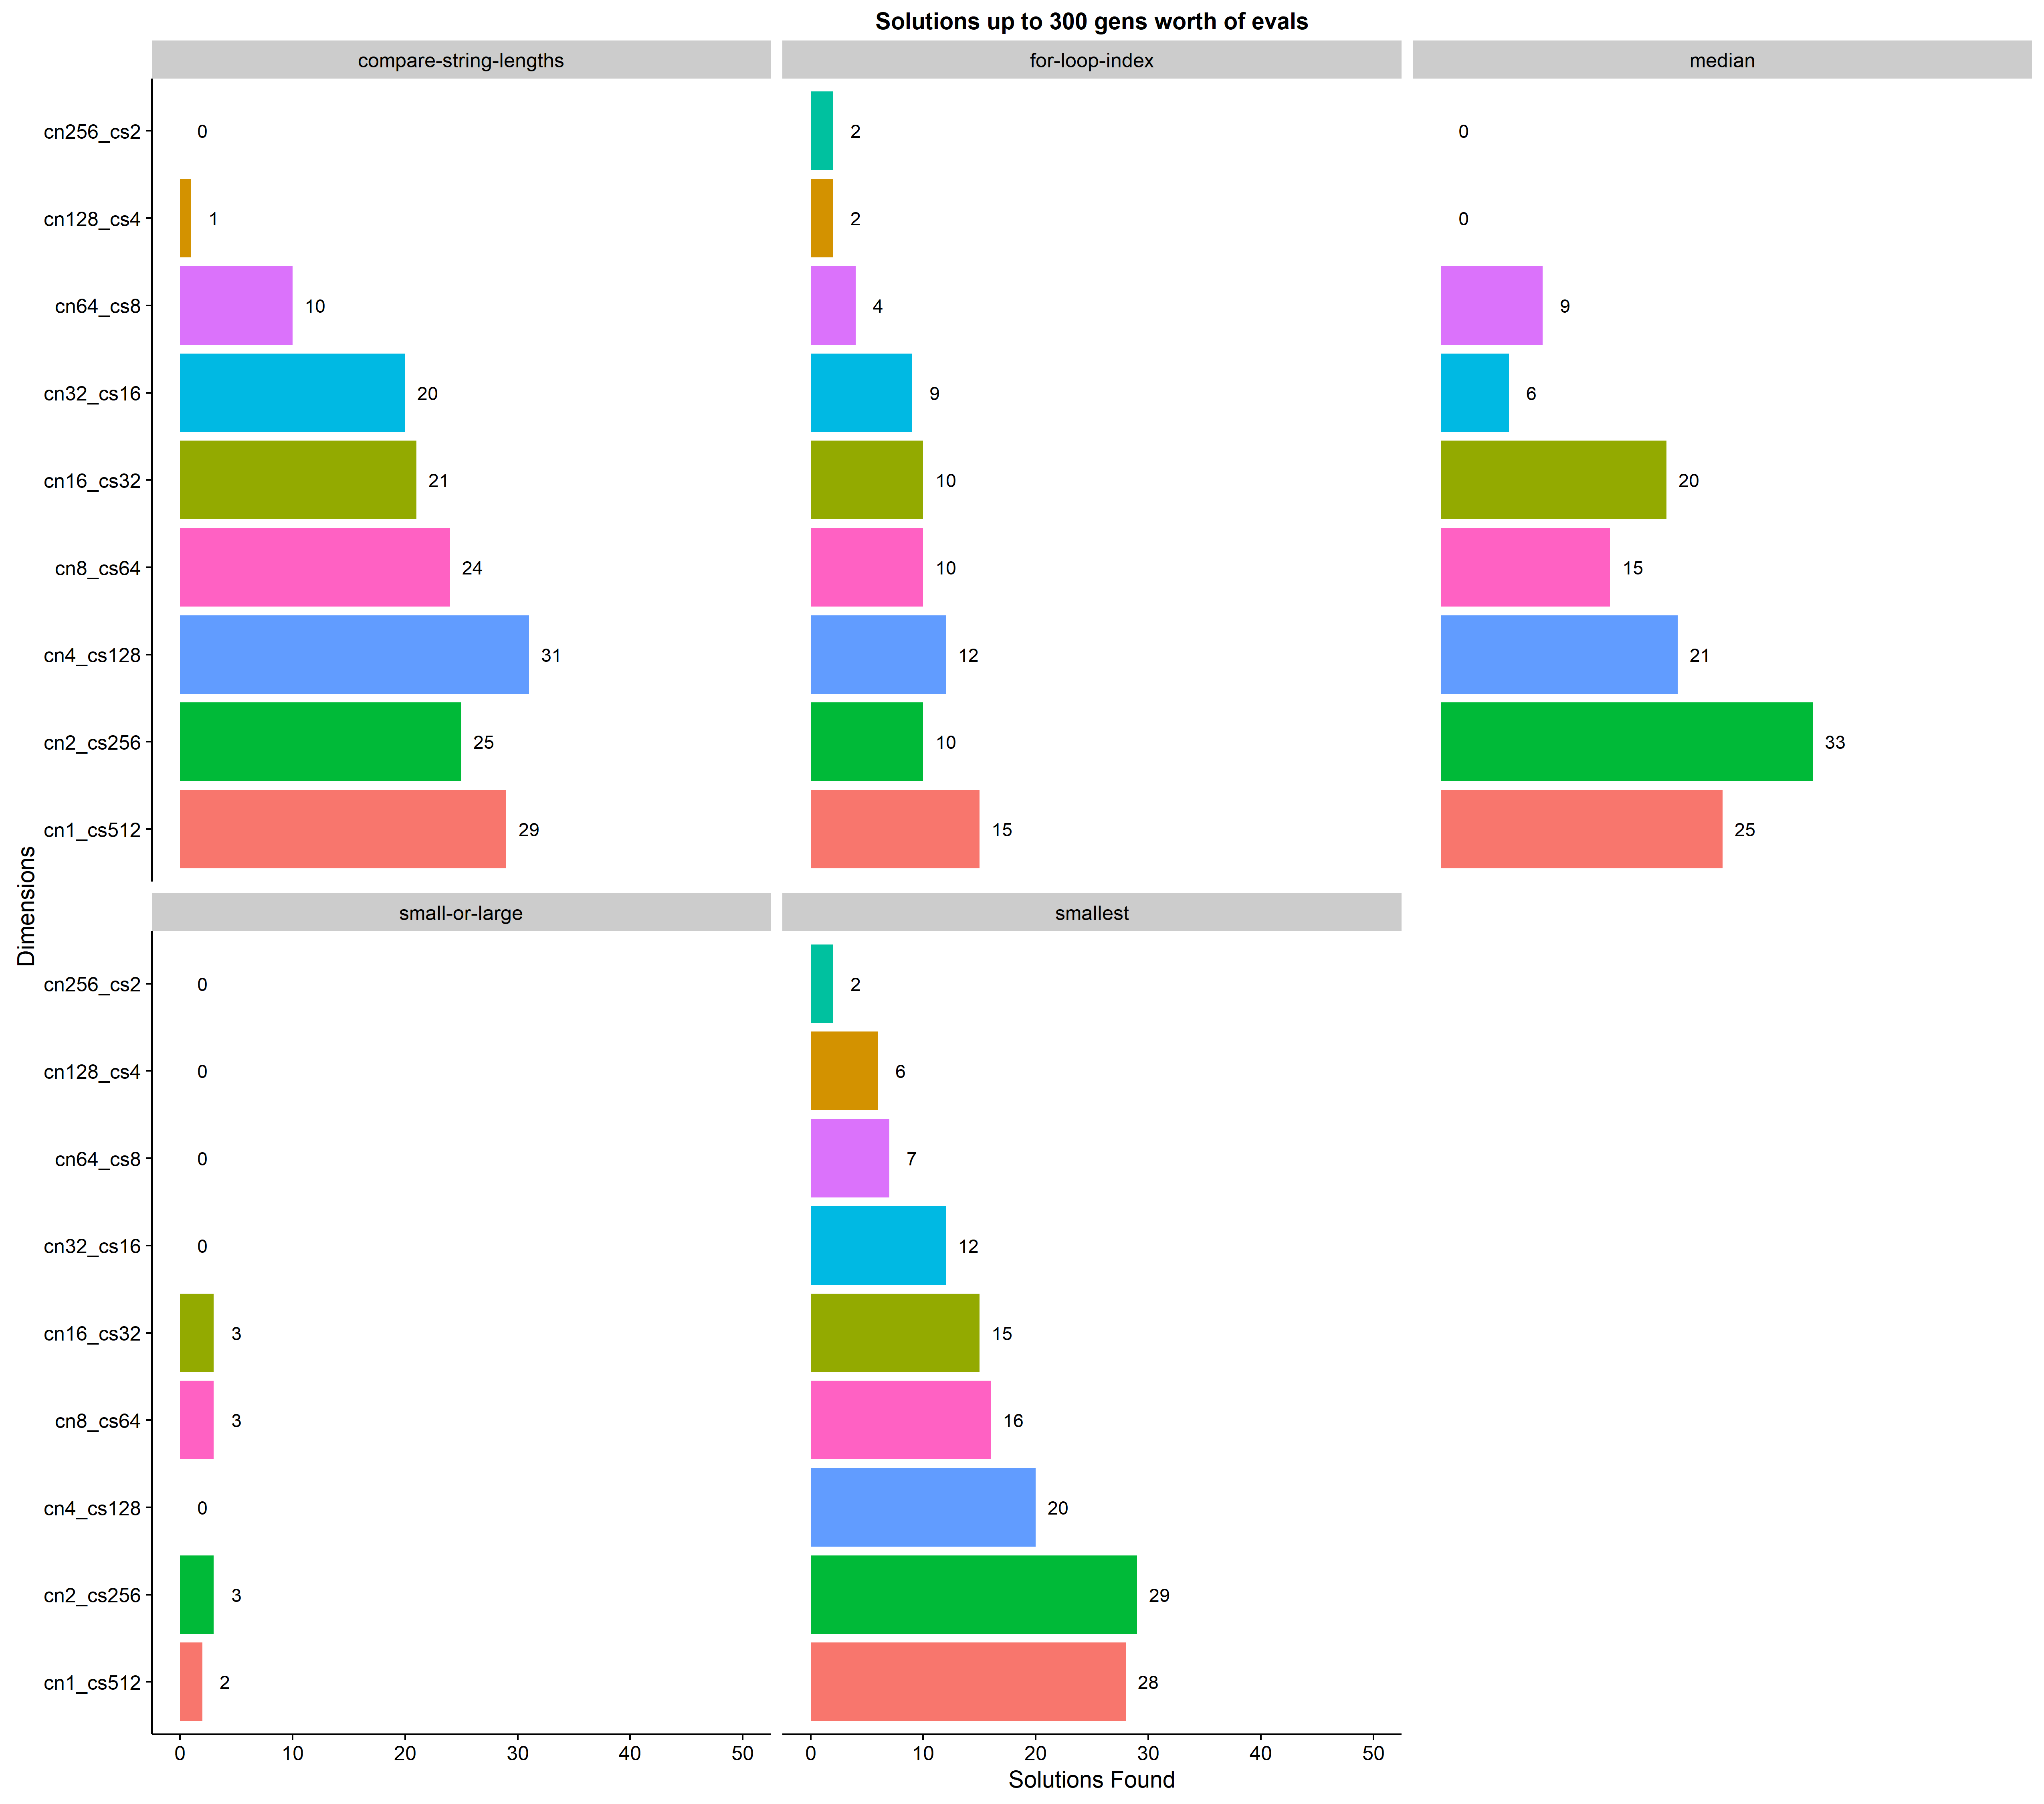 Solutions up to 300 gens worth of evals
compare-string-lengths for-loop-index median
cn256_cs2 0 2 0
cn128_cs4 1 2 0
cn64_cs8 10 4 9
cn32_cs16 20 9 6
cn16_cs32 21 10 20
cn8_cs64 24 10 15
cn4_cs128 31 12 21
cn2_cs256 25 10 33
cn1_cs512 29 15 25
Dimensions
small-or-large smallest
cn256_cs2 0 2
cn128_cs4 0 6
cn64_cs8 0 7
cn32_cs16 0 12
cn16_cs32 3 15
cn8_cs64 3 16
cn4_cs128 0 20
cn2_cs256 3 29
cn1_cs512 2 28
0 10 20 30 40 50 0 10 20 30 40 50
Solutions Found